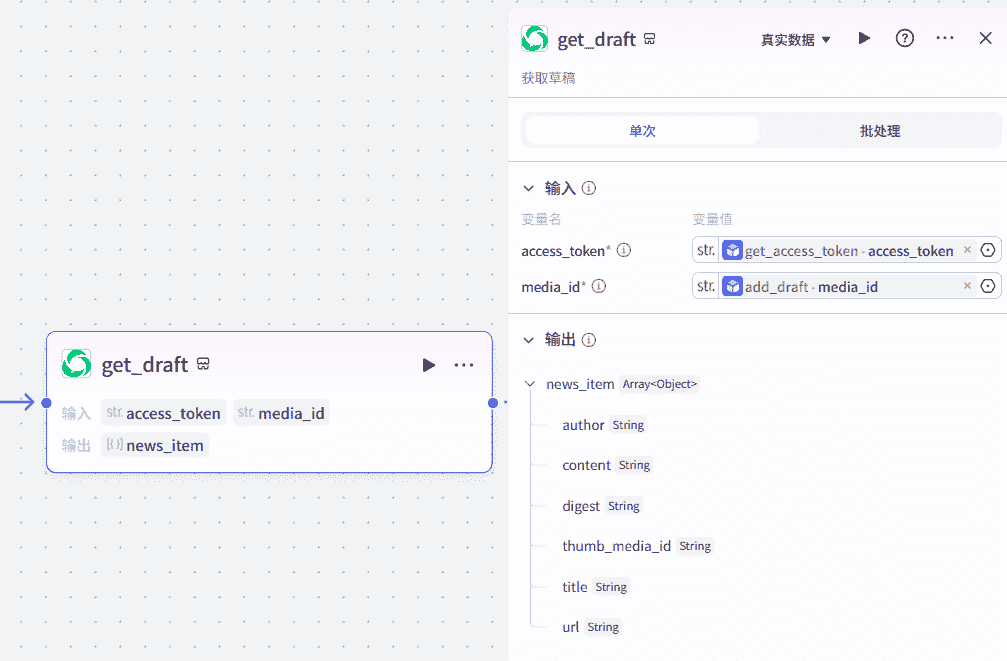 get_draft
输入 str. access_token str. media_id
输出 [{}] news_item
get_draft 真实数据
获取草稿
单次 批处理
输入
变量名 变量值
access_token* str. get_access_token - access_token
media_id* str. add_draft - media_id
输出
news_item Array<Object>
author String
content String
digest String
thumb_media_id String
title String
url String